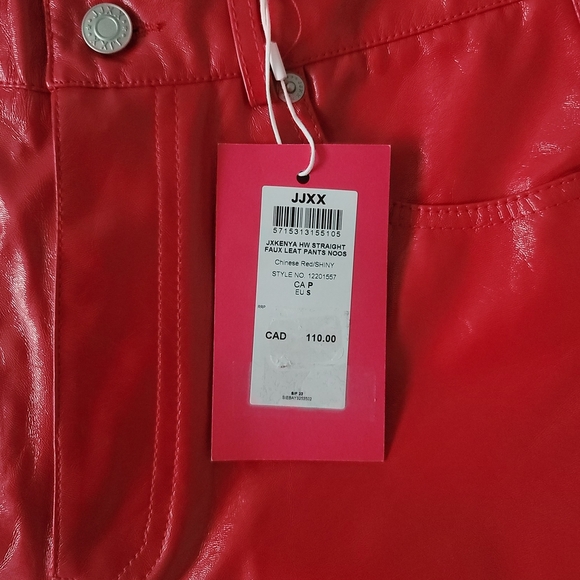 JJXX
JJXX
5715313155105
JXKENYA HW STRAIGHT
FAUX LEAT PANTS NOOS
Chinese Red/SHINY
STYLE NO. 12201557
CA P
EU S
CAD 110.00